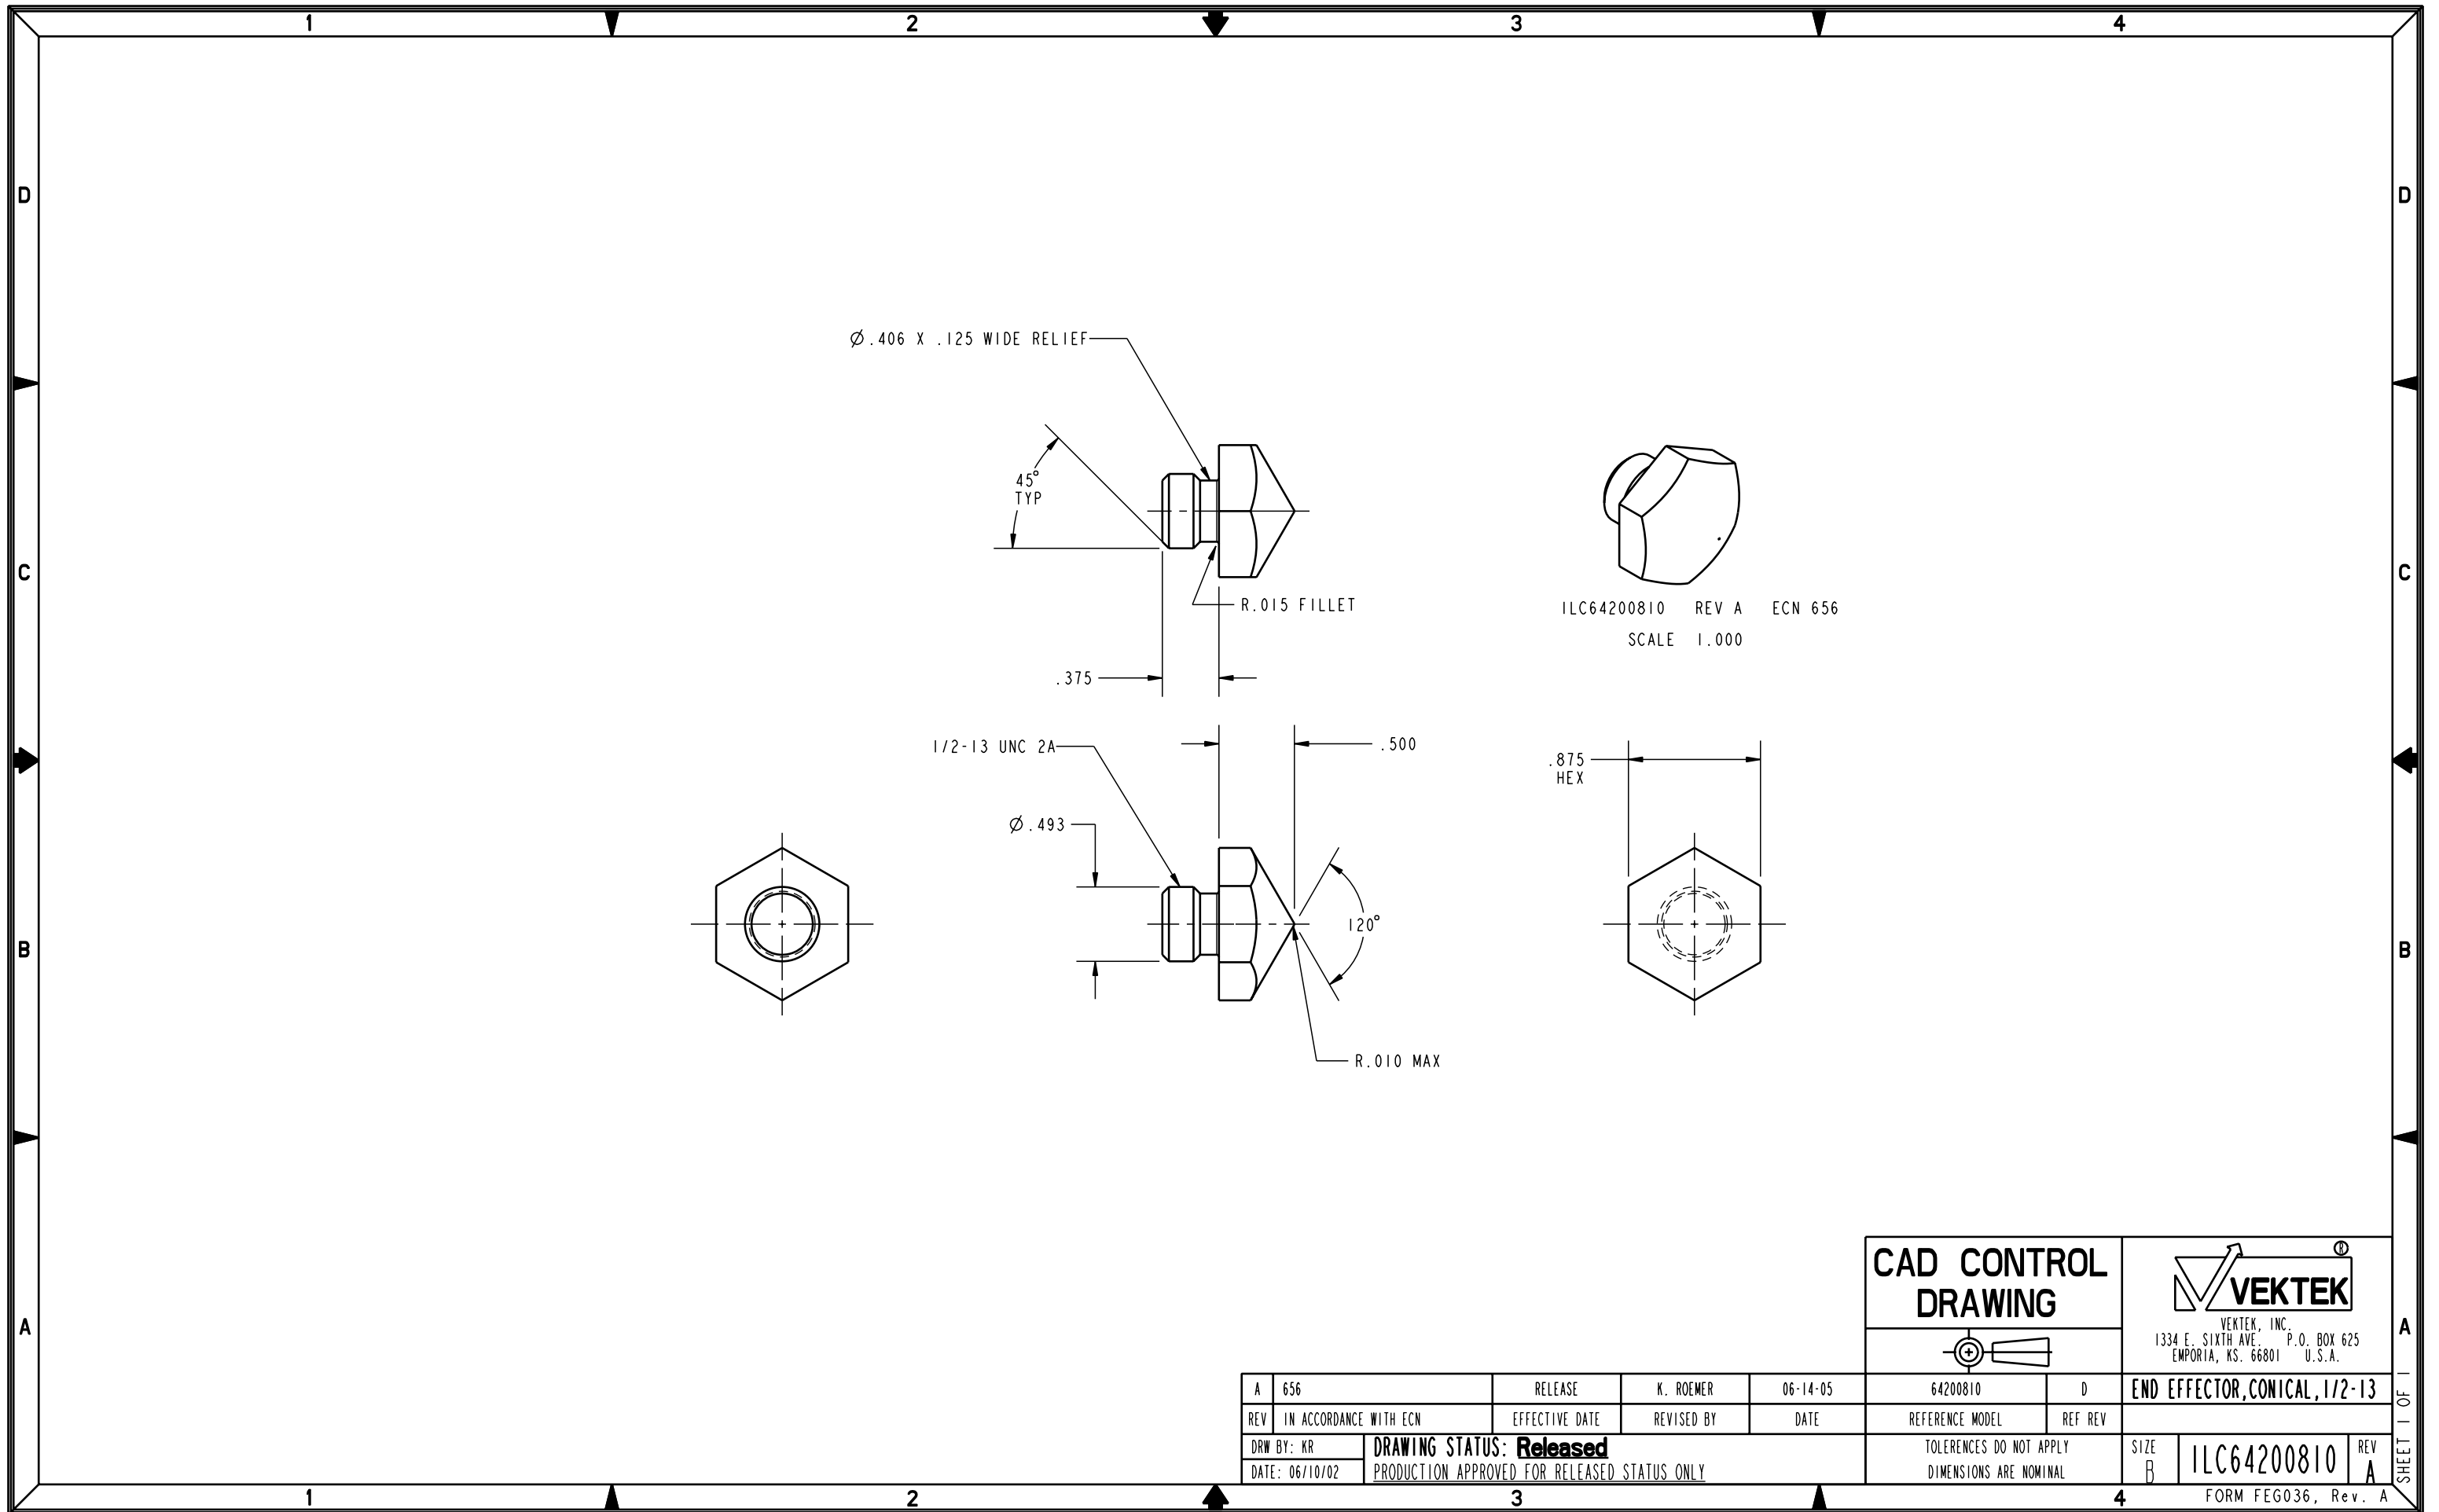 1 2 3 4
D D
Ø.406 X .125 WIDE RELIEF
45°
TYP
C C
R.015 FILLET
ILC64200810 REV A ECN 656
SCALE 1.000
.375
1/2-13 UNC 2A
.500
.875
HEX
Ø.493
120°
B B
R.010 MAX
CAD CONTROL
DRAWING
®
VEKTEK
VEKTEK, INC.
1334 E. SIXTH AVE. P.O. BOX 625
EMPORIA, KS. 66801 U.S.A.
A A
A 656 RELEASE K. ROEMER 06-14-05 64200810 D END EFFECTOR,CONICAL,1/2-13
REV IN ACCORDANCE WITH ECN EFFECTIVE DATE REVISED BY DATE REFERENCE MODEL REF REV
DRW BY: KR
DATE: 06/10/02
DRAWING STATUS: Released
PRODUCTION APPROVED FOR RELEASED STATUS ONLY
TOLERENCES DO NOT APPLY
DIMENSIONS ARE NOMINAL
SIZE
B
ILC64200810
REV
A
SHEET 1 OF 1
FORM FEG036, Rev. A
1 2 3 4